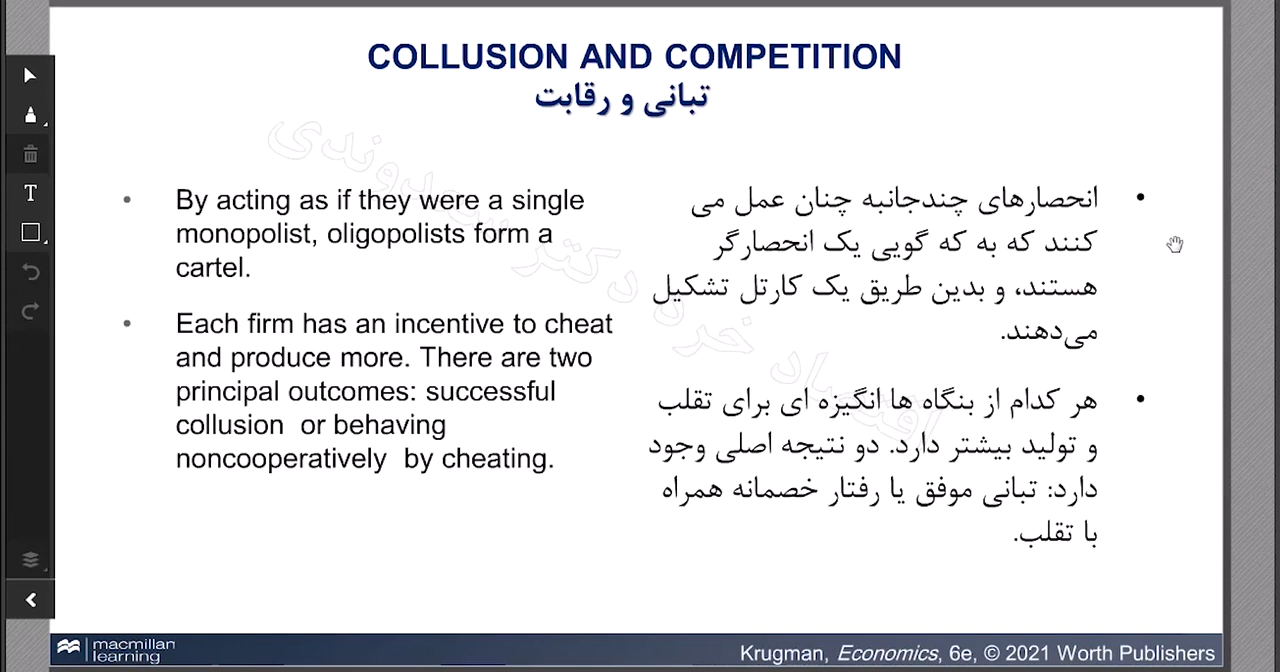 COLLUSION AND COMPETITION
تبانی و رقابت
By acting as if they were a single
monopolist, oligopolists form a
cartel.
Each firm has an incentive to cheat
and produce more. There are two
principal outcomes: successful
collusion or behaving
noncooperatively by cheating.
انحصارهای چندجانبه چنان عمل می
کنند که به که گویی یک انحصارگر
هستند، و بدین طریق یک کارتل تشکیل
می‌دهند.
هر کدام از بنگاه ها انگیزه ای برای تقلب
و تولید بیشتر دارد. دو نتیجه اصلی وجود
دارد: تبانی موفق یا رفتار خصمانه همراه
با تقلب.
اقتصاد خرد دکتر
macmillan
learning
Krugman, Economics, 6e, © 2021 Worth Publishers